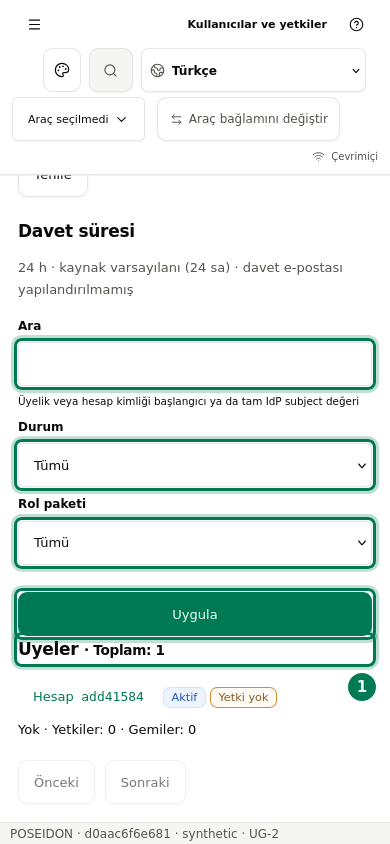 Kullanıcılar ve yetkiler
Türkçe
Araç seçilmedi
Araç bağlamını değiştir
Çevrimiçi
Yenile
Davet süresi
24 h · kaynak varsayılanı (24 sa) · davet e-postası
yapılandırılmamış
Ara
Üyelik veya hesap kimliği başlangıcı ya da tam IdP subject değeri
Durum
Tümü
Rol paketi
Tümü
Uygula
Üyeler · Toplam: 1
Hesap add41584 Aktif Yetki yok
1
Yok · Yetkiler: 0 · Gemiler: 0
Önceki Sonraki
POSEIDON · d0aac6f6e681 · synthetic · UG-2